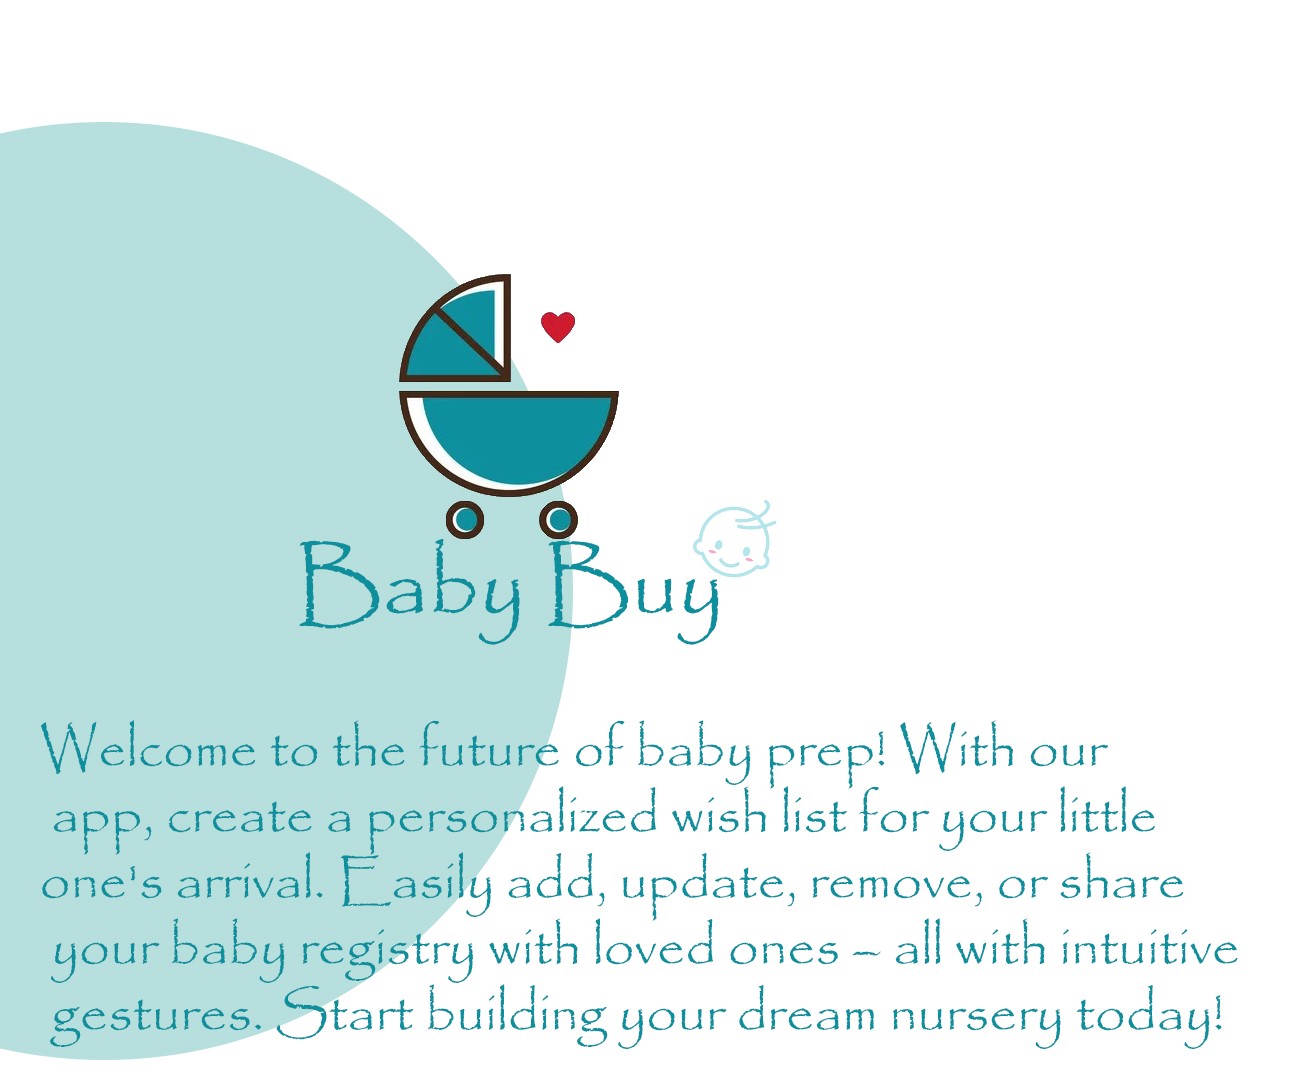 Baby Buy
Welcome to the future of baby prep! With our
app, create a personalized wish list for your little
one's arrival. Easily add, update, remove, or share
your baby registry with loved ones – all with intuitive
gestures. Start building your dream nursery today!